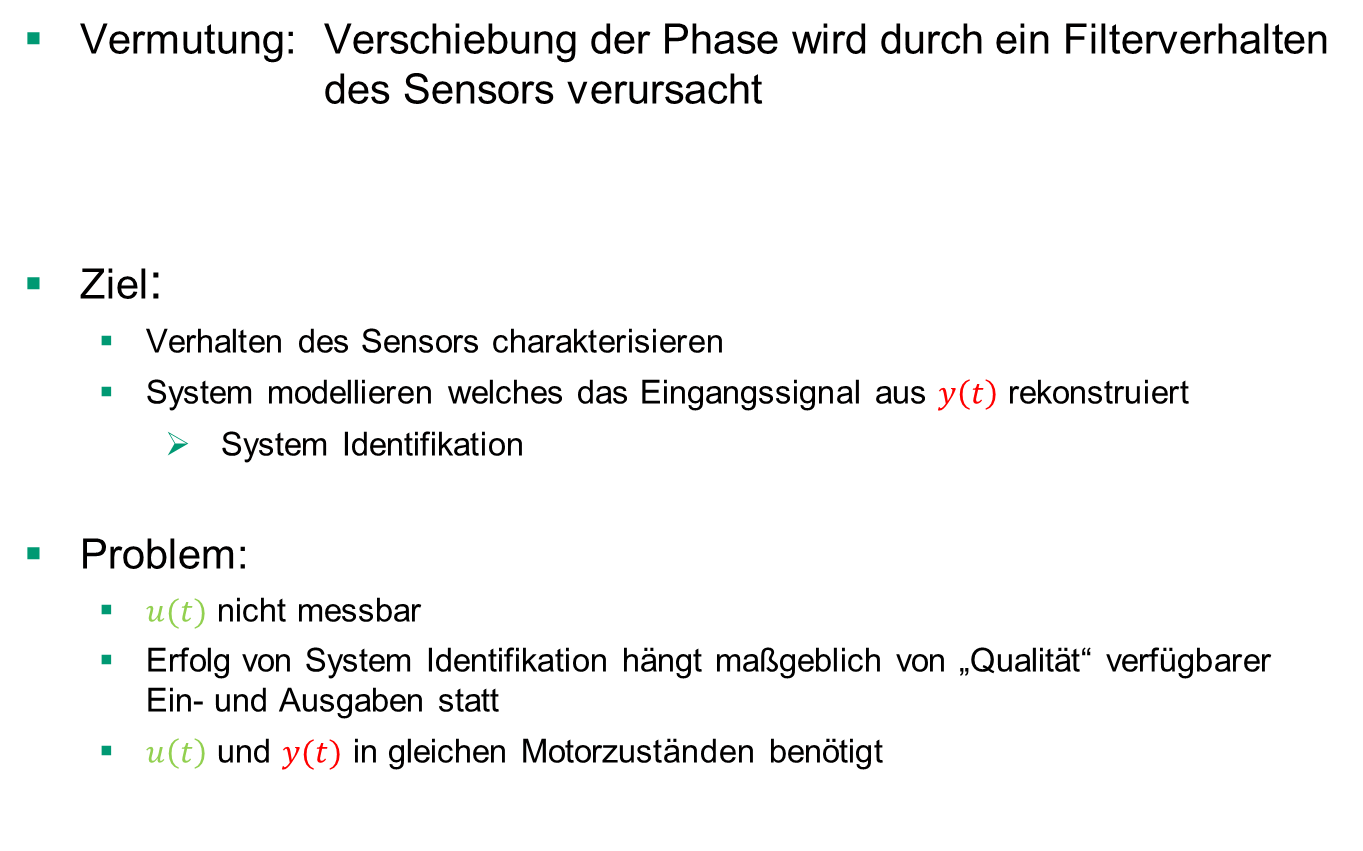 Vermutung: Verschiebung der Phase wird durch ein Filterverhalten
des Sensors verursacht
Ziel:
Verhalten des Sensors charakterisieren
System modellieren welches das Eingangssignal aus y(t) rekonstruiert
System Identifikation
Problem:
u(t) nicht messbar
Erfolg von System Identifikation hängt maßgeblich von „Qualität“ verfügbarer
Ein- und Ausgaben statt
u(t) und y(t) in gleichen Motorzuständen benötigt